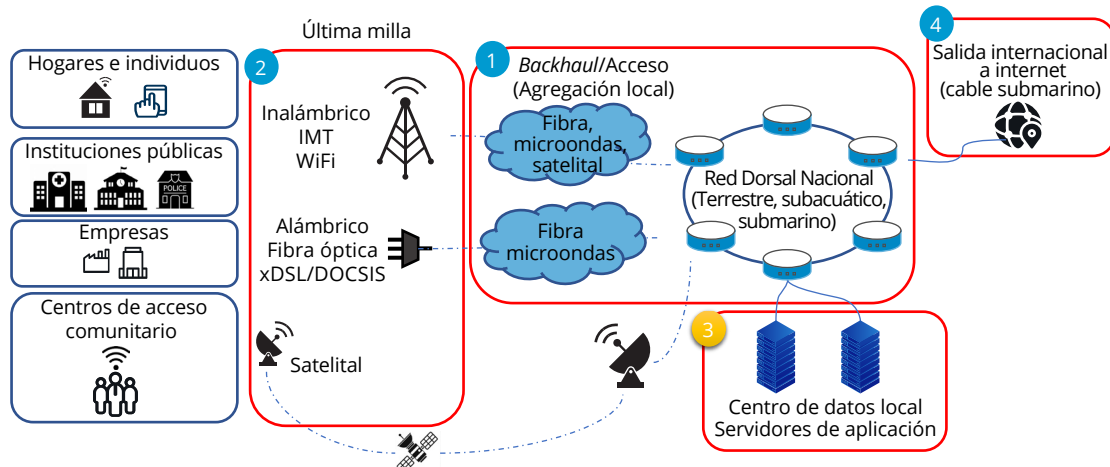 Última milla
Hogares e individuos
Instituciones públicas
POLICE
Empresas
Centros de acceso
comunitario
2
Inalámbrico
IMT
WiFi
Alámbrico
Fibra óptica
xDSL/DOCSIS
Satelital
1
Backhaul/Acceso
(Agregación local)
Fibra,
microondas,
satelital
Fibra
microondas
Red Dorsal Nacional
(Terrestre, subacuático,
submarino)
3
Centro de datos local
Servidores de aplicación
4
Salida internacional
a internet
(cable submarino)